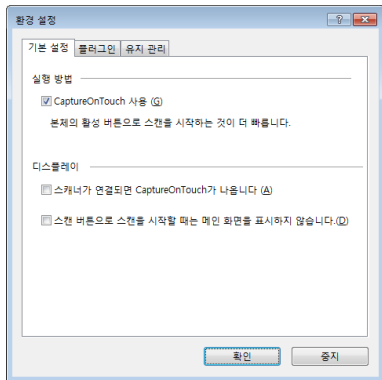 환경 설정
기본 설정 플러그인 유지 관리
실행 방법
CaptureOnTouch 사용 (G)
본체의 활성 버튼으로 스캔을 시작하는 것이 더 빠릅니다.
디스플레이
스캐너가 연결되면 CaptureOnTouch가 나옵니다 (A)
스캔 버튼으로 스캔을 시작할 때는 메인 화면을 표시하지 않습니다.(D)
확인 중지